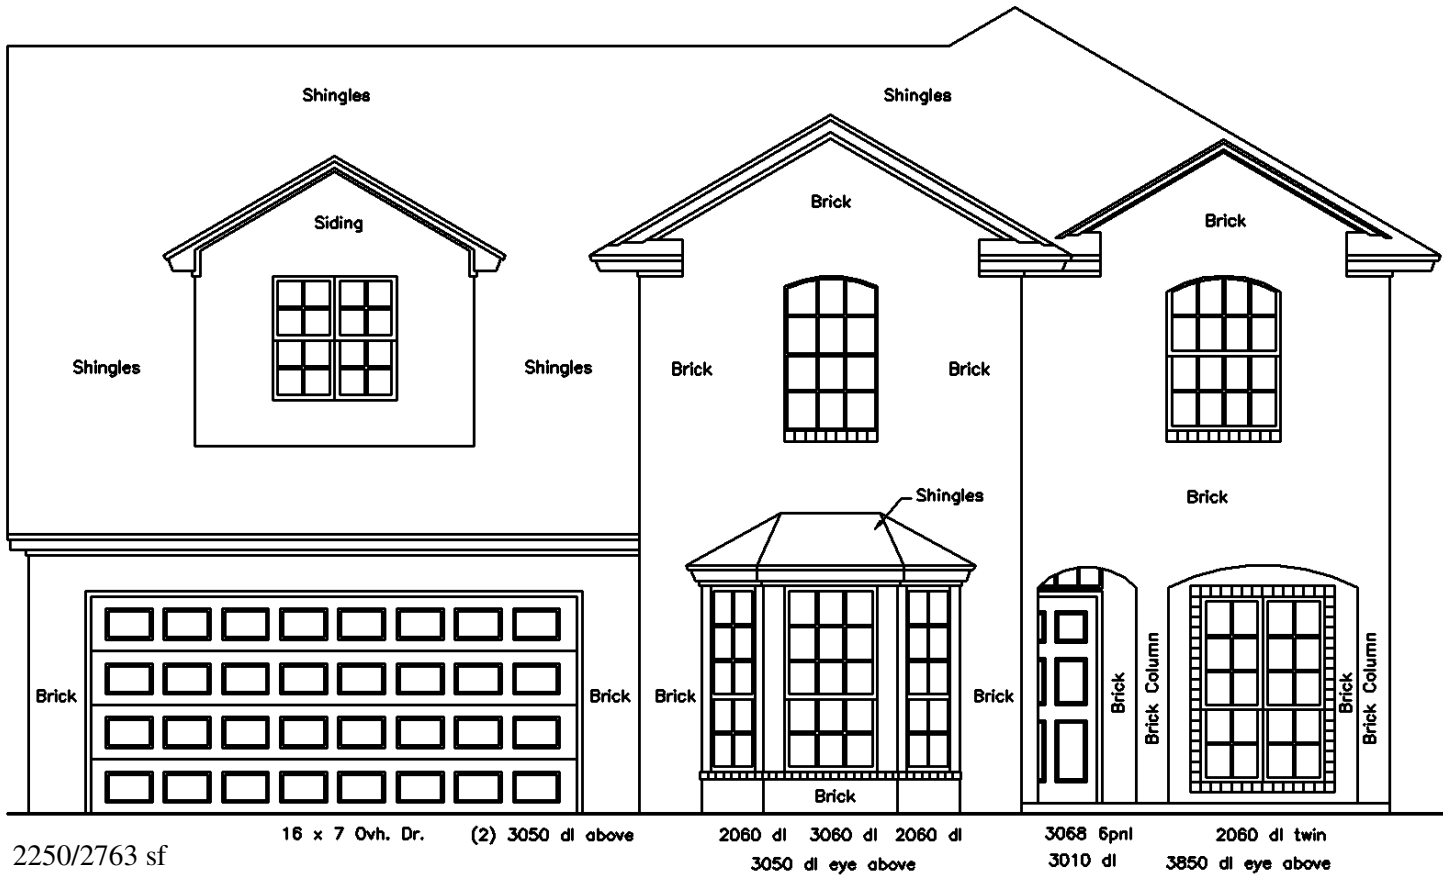 Shingles
Shingles
Siding
Brick
Brick
Shingles
Shingles
Brick
Brick
Shingles
Brick
Brick
Brick
Brick
Brick
Brick
Brick Column
Brick
Brick Column
Brick
16 x 7 Ovh. Dr.
(2) 3050 dl above
2060 dl 3060 dl 2060 dl
3050 dl eye above
3068 6pnl
3010 dl
2060 dl twin
3850 dl eye above
2250/2763 sf